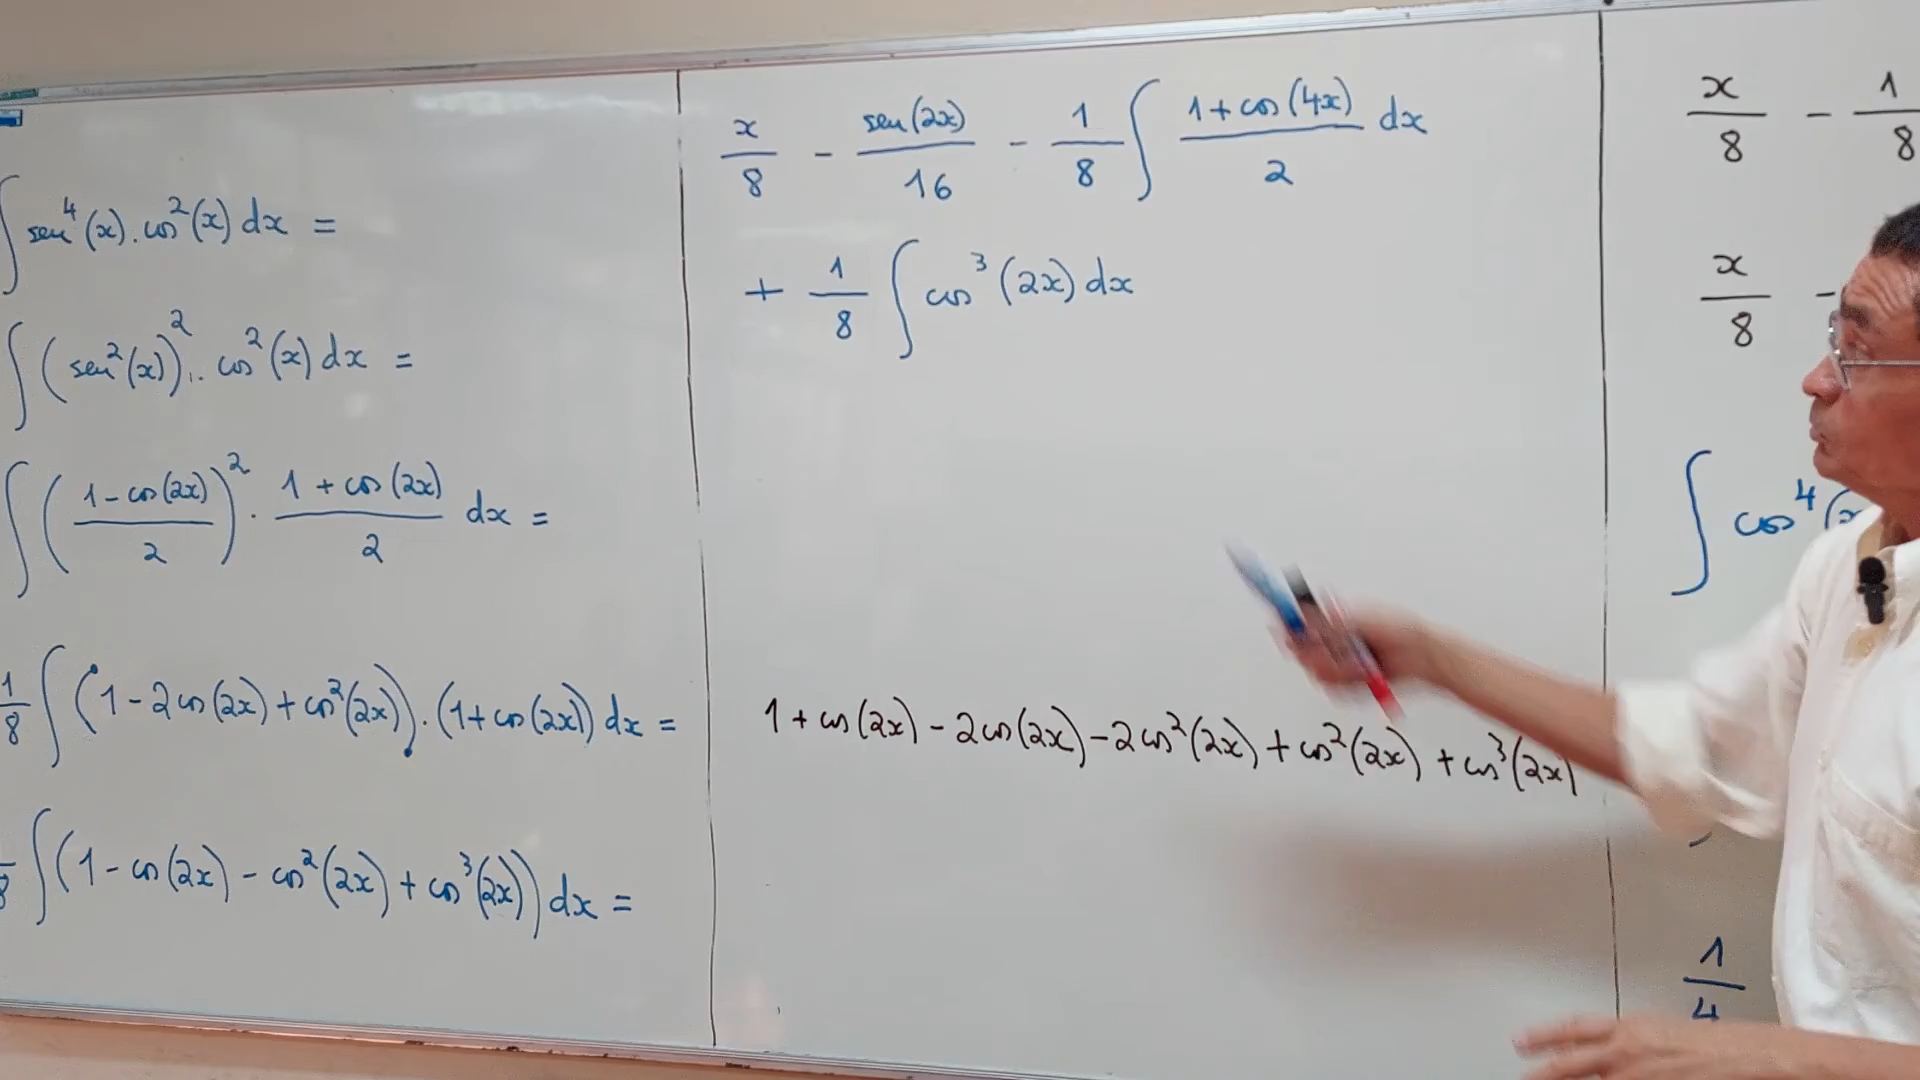 ∫ sen⁴(x).cos²(x) dx =
∫ (sen²(x))². cos²(x) dx =
∫ ((1-cos(2x))/2)² . (1+cos(2x))/2 dx =
1/8 ∫ (1-2cos(2x)+cos²(2x)).(1+cos(2x)) dx =
∫ (1-cos(2x)-cos²(2x)+cos³(2x)) dx =
x/8 - sen(2x)/16 - 1/8 ∫ (1+cos(4x))/2 dx
+ 1/8 ∫ cos³(2x) dx
1+cos(2x)-2cos(2x)-2cos²(2x)+cos²(2x)+cos³(2x)
x/8 - 1/8
x/8 -
∫ cos⁴(x
1/4